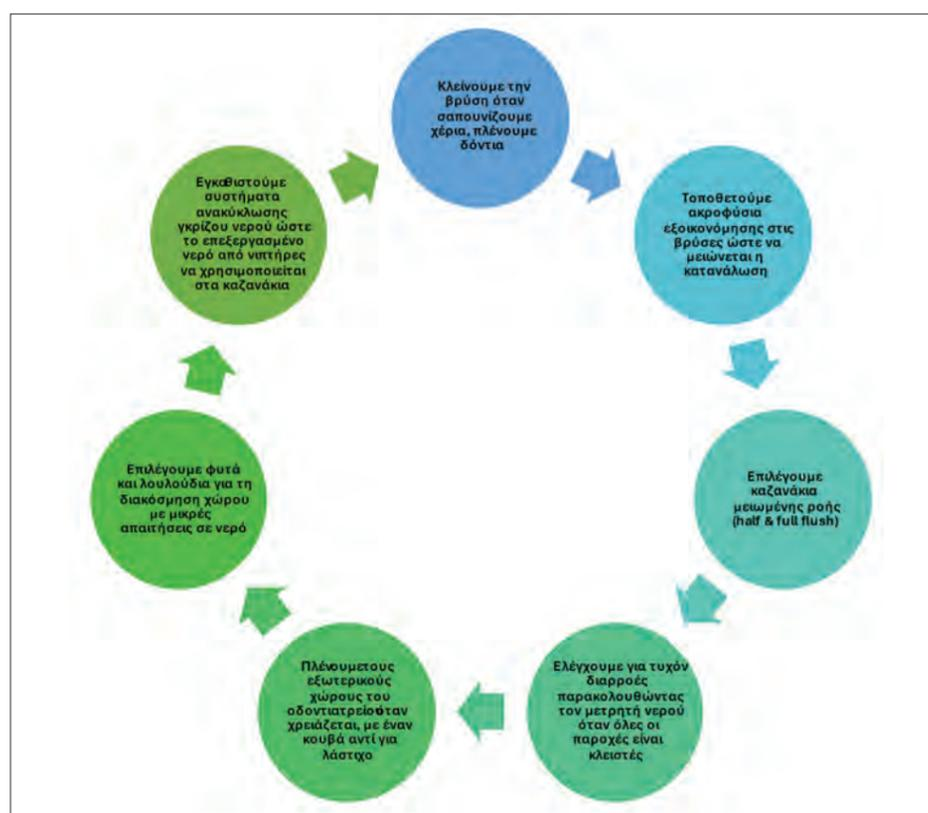 Κλείνουμε την
βρύση όταν
σαπουνίζουμε
χέρια, πλένουμε
δόντια
Τοποθετούμε
ακροφύσια
εξοικονόμησης στις
βρύσες ώστε να
μειώνεται η
κατανάλωση
Επιλέγουμε
καζανάκια
μειωμένης ροής
(half & full flush)
Ελέγχουμε για τυχόν
διαρροές
παρακολουθώντας
τον μετρητή νερού
όταν όλες οι
παροχές είναι
κλειστές
Πλένουμετους
εξωτερικούς
χώρους του
οδοντιατρείουόταν
χρειάζεται, με έναν
κουβά αντί για
λάστιχο
Επιλέγουμε φυτά
και λουλούδια για τη
διακόσμηση χώρου
με μικρές
απαιτήσεις σε νερό
Εγκαθιστούμε
συστήματα
ανακύκλωσης
γκρίζου νερού ώστε
το επεξεργασμένο
νερό από νιπτήρες
να χρησιμοποιείται
στα καζανάκια